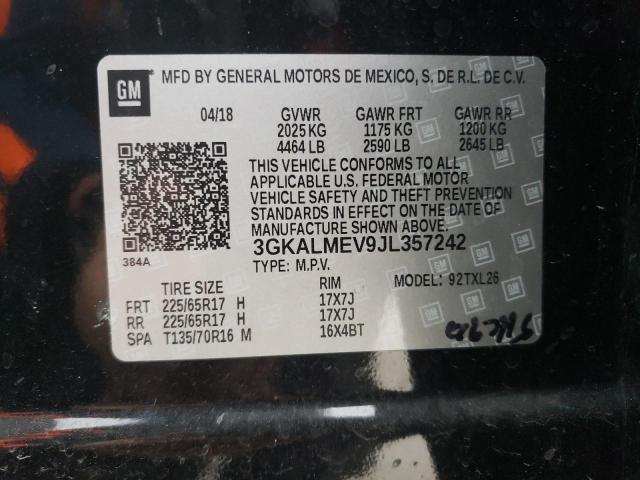 GM MFD BY GENERAL MOTORS DE MEXICO, S. DE R.L. DE C.V.
04/18 GVWR GAWR FRT GAWR RR
2025 KG 1175 KG 1200 KG
4464 LB 2590 LB 2645 LB
THIS VEHICLE CONFORMS TO ALL
APPLICABLE U.S. FEDERAL MOTOR
VEHICLE SAFETY AND THEFT PREVENTION
STANDARDS IN EFFECT ON THE DATE OF
MANUFACTURE SHOWN ABOVE.
384A 3GKALMEV9JL357242
TYPE: M.P.V. MODEL: 92TXL26
TIRE SIZE RIM
FRT 225/65R17 H 17X7J
RR 225/65R17 H 17X7J
SPA T135/70R16 M 16X4BT